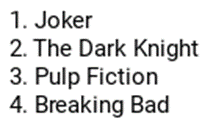 1. Joker
2. The Dark Knight
3. Pulp Fiction
4. Breaking Bad